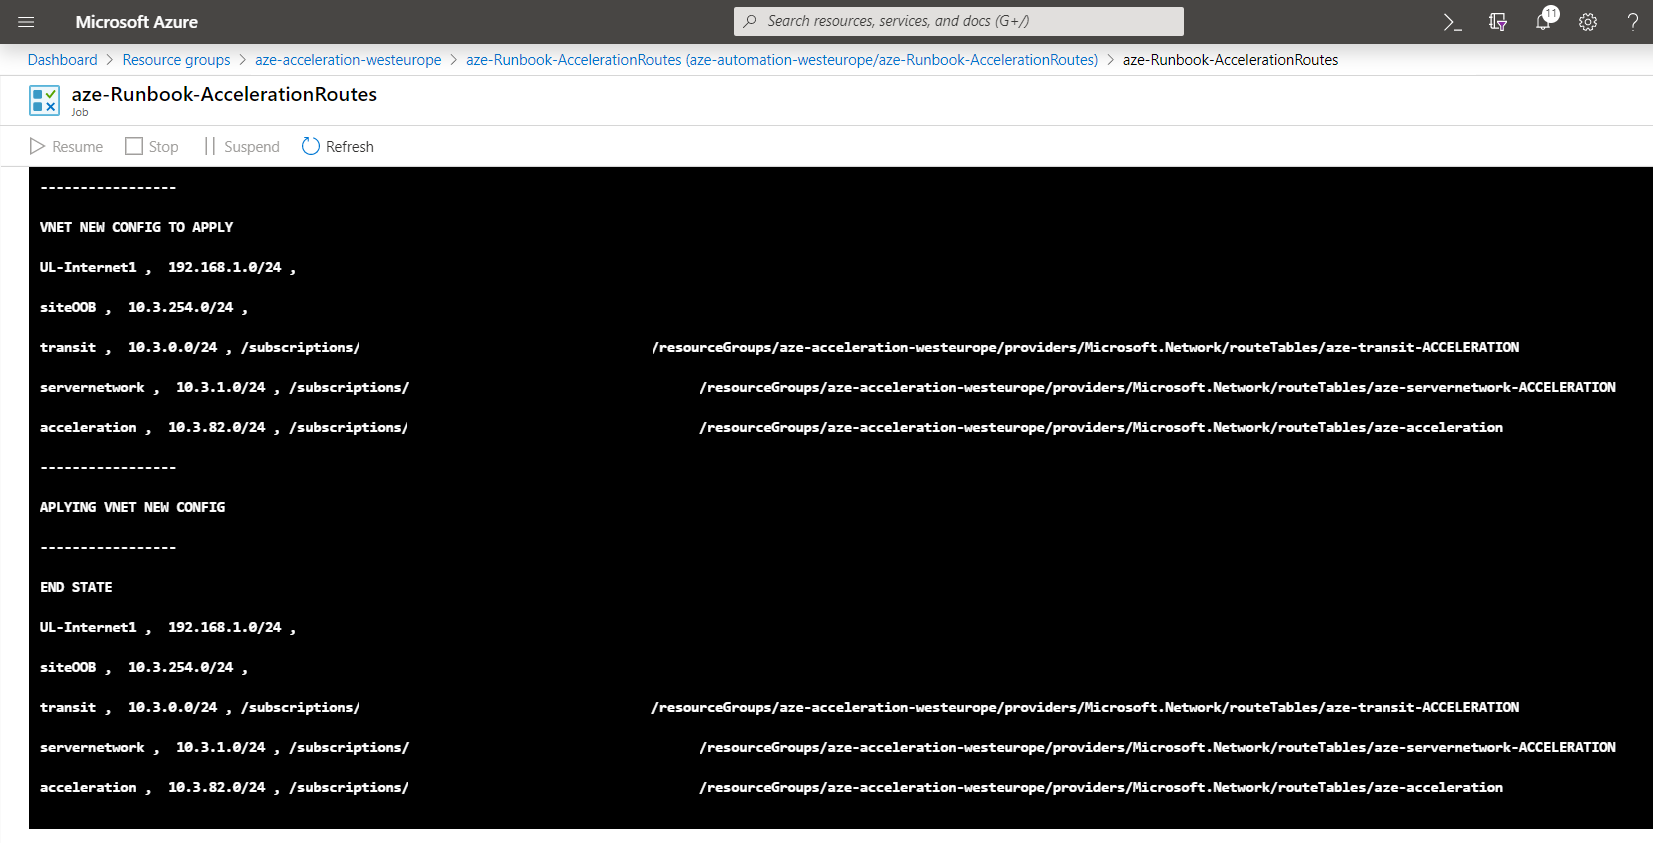 Microsoft Azure
Search resources, services, and docs (G+/)
11
Dashboard > Resource groups > aze-acceleration-westeurope > aze-Runbook-AccelerationRoutes (aze-automation-westeurope/aze-Runbook-AccelerationRoutes) > aze-Runbook-AccelerationRoutes
aze-Runbook-AccelerationRoutes
Job
Resume Stop Suspend Refresh
-----------------
VNET NEW CONFIG TO APPLY
UL-Internet1 , 192.168.1.0/24 ,
siteOOB , 10.3.254.0/24 ,
transit , 10.3.0.0/24 , /subscriptions/ /resourceGroups/aze-acceleration-westeurope/providers/Microsoft.Network/routeTables/aze-transit-ACCELERATION
servernetwork , 10.3.1.0/24 , /subscriptions/ /resourceGroups/aze-acceleration-westeurope/providers/Microsoft.Network/routeTables/aze-servernetwork-ACCELERATION
acceleration , 10.3.82.0/24 , /subscriptions/ /resourceGroups/aze-acceleration-westeurope/providers/Microsoft.Network/routeTables/aze-acceleration
-----------------
APLYING VNET NEW CONFIG
-----------------
END STATE
UL-Internet1 , 192.168.1.0/24 ,
siteOOB , 10.3.254.0/24 ,
transit , 10.3.0.0/24 , /subscriptions/ /resourceGroups/aze-acceleration-westeurope/providers/Microsoft.Network/routeTables/aze-transit-ACCELERATION
servernetwork , 10.3.1.0/24 , /subscriptions/ /resourceGroups/aze-acceleration-westeurope/providers/Microsoft.Network/routeTables/aze-servernetwork-ACCELERATION
acceleration , 10.3.82.0/24 , /subscriptions/ /resourceGroups/aze-acceleration-westeurope/providers/Microsoft.Network/routeTables/aze-acceleration